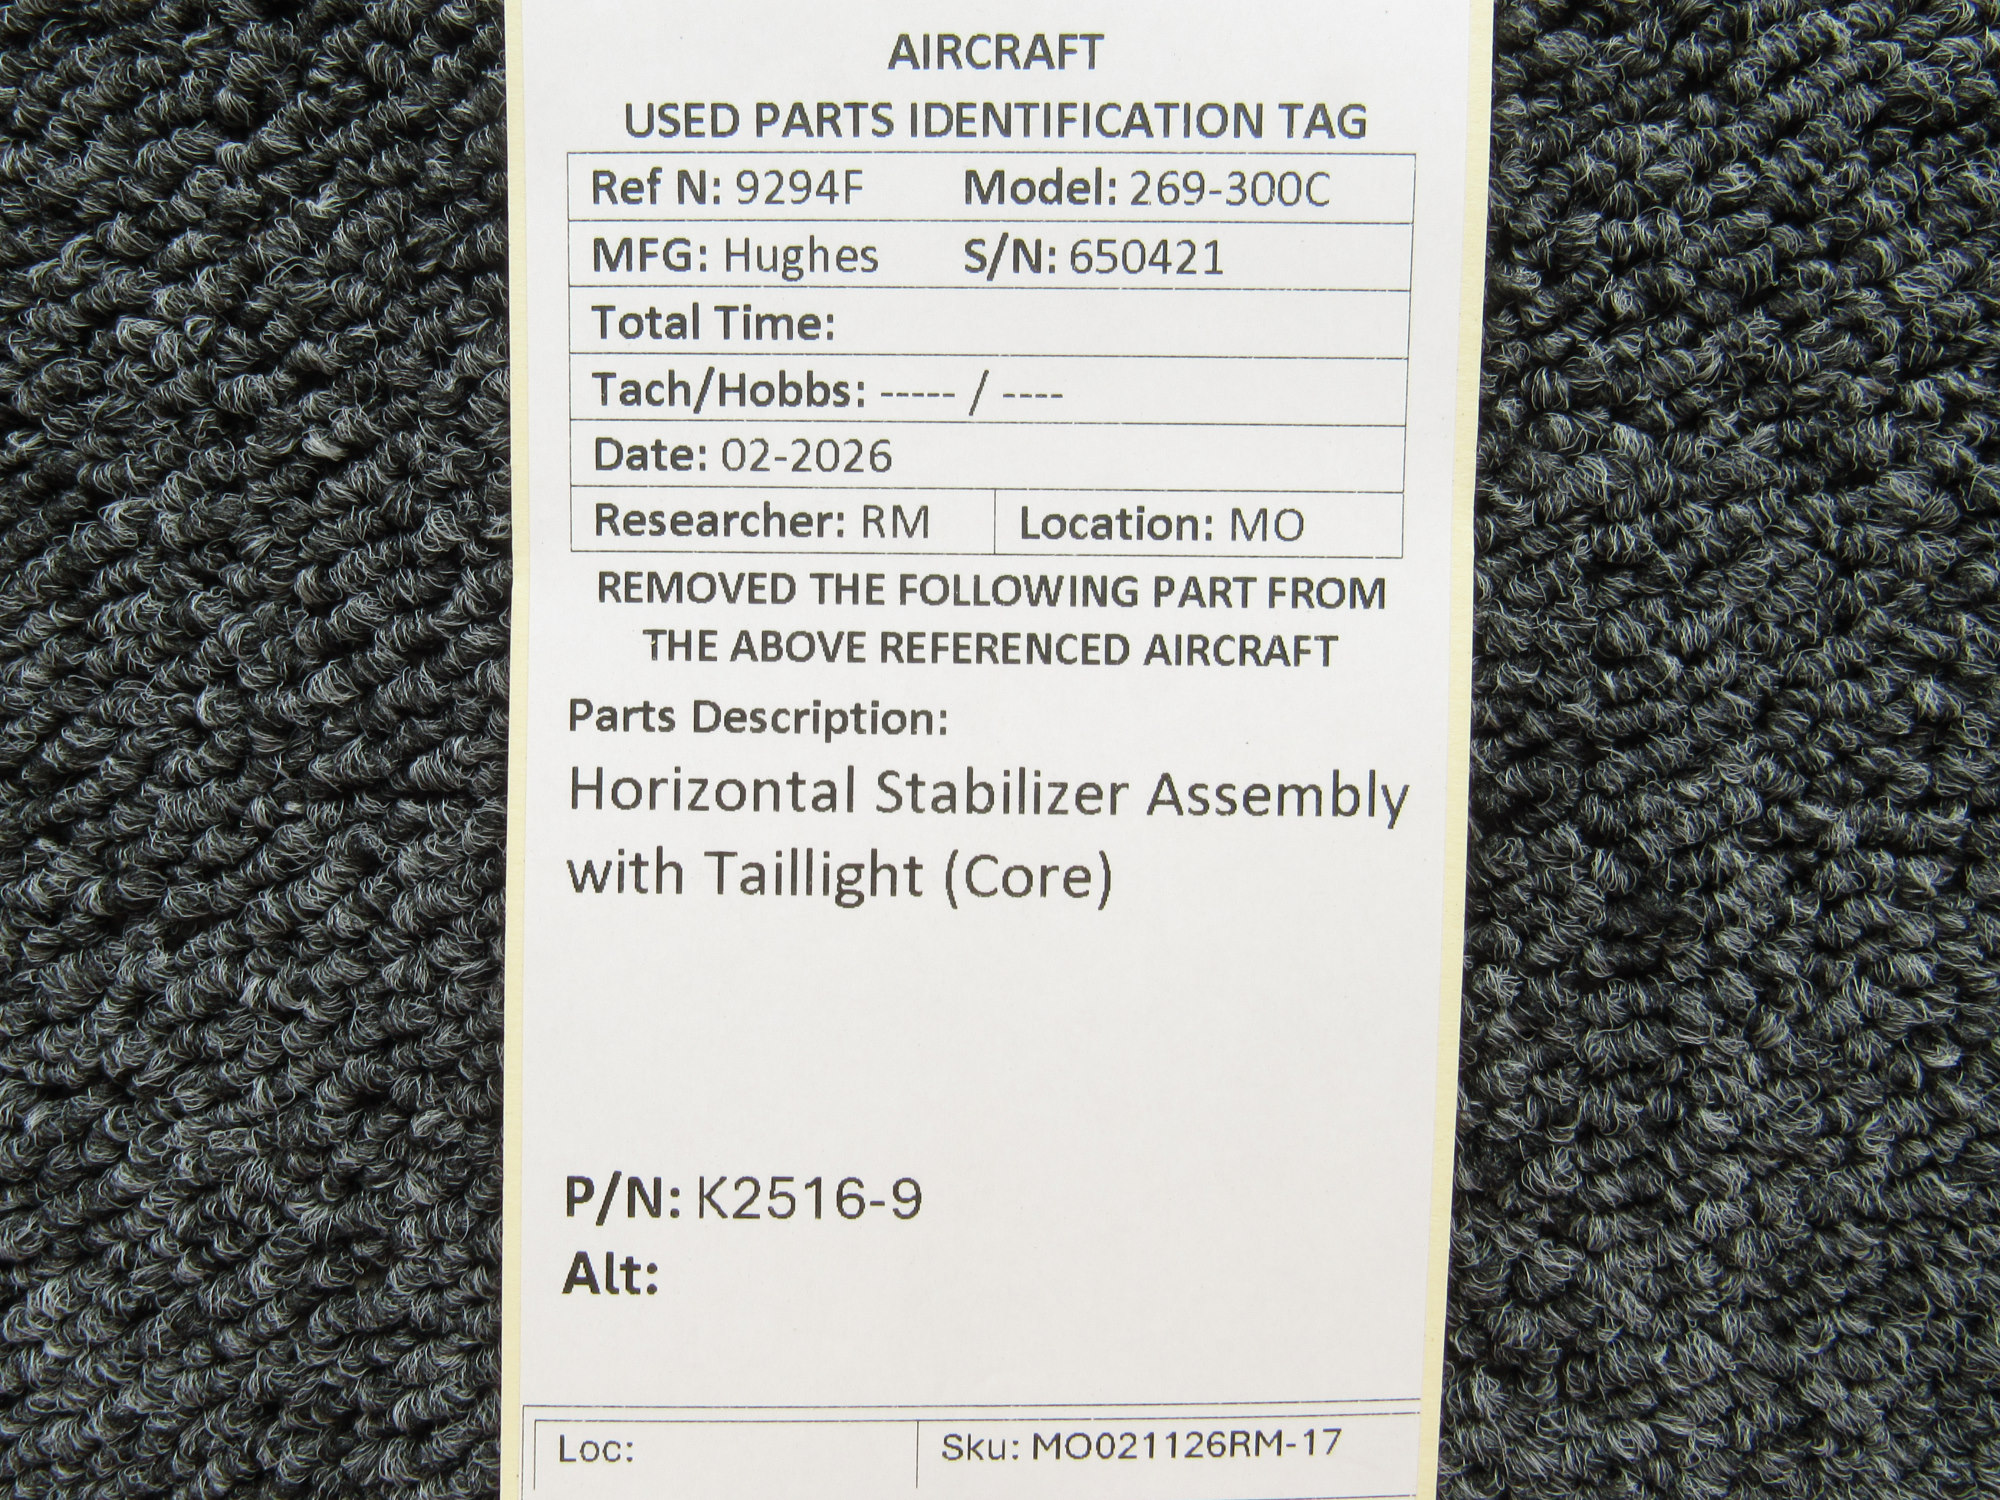 AIRCRAFT
USED PARTS IDENTIFICATION TAG
Ref N: 9294F Model: 269-300C
MFG: Hughes S/N: 650421
Total Time:
Tach/Hobbs: ----- / ----
Date: 02-2026
Researcher: RM Location: MO
REMOVED THE FOLLOWING PART FROM
THE ABOVE REFERENCED AIRCRAFT
Parts Description:
Horizontal Stabilizer Assembly
with Taillight (Core)
P/N: K2516-9
Alt:
Loc: Sku: MO021126RM-17